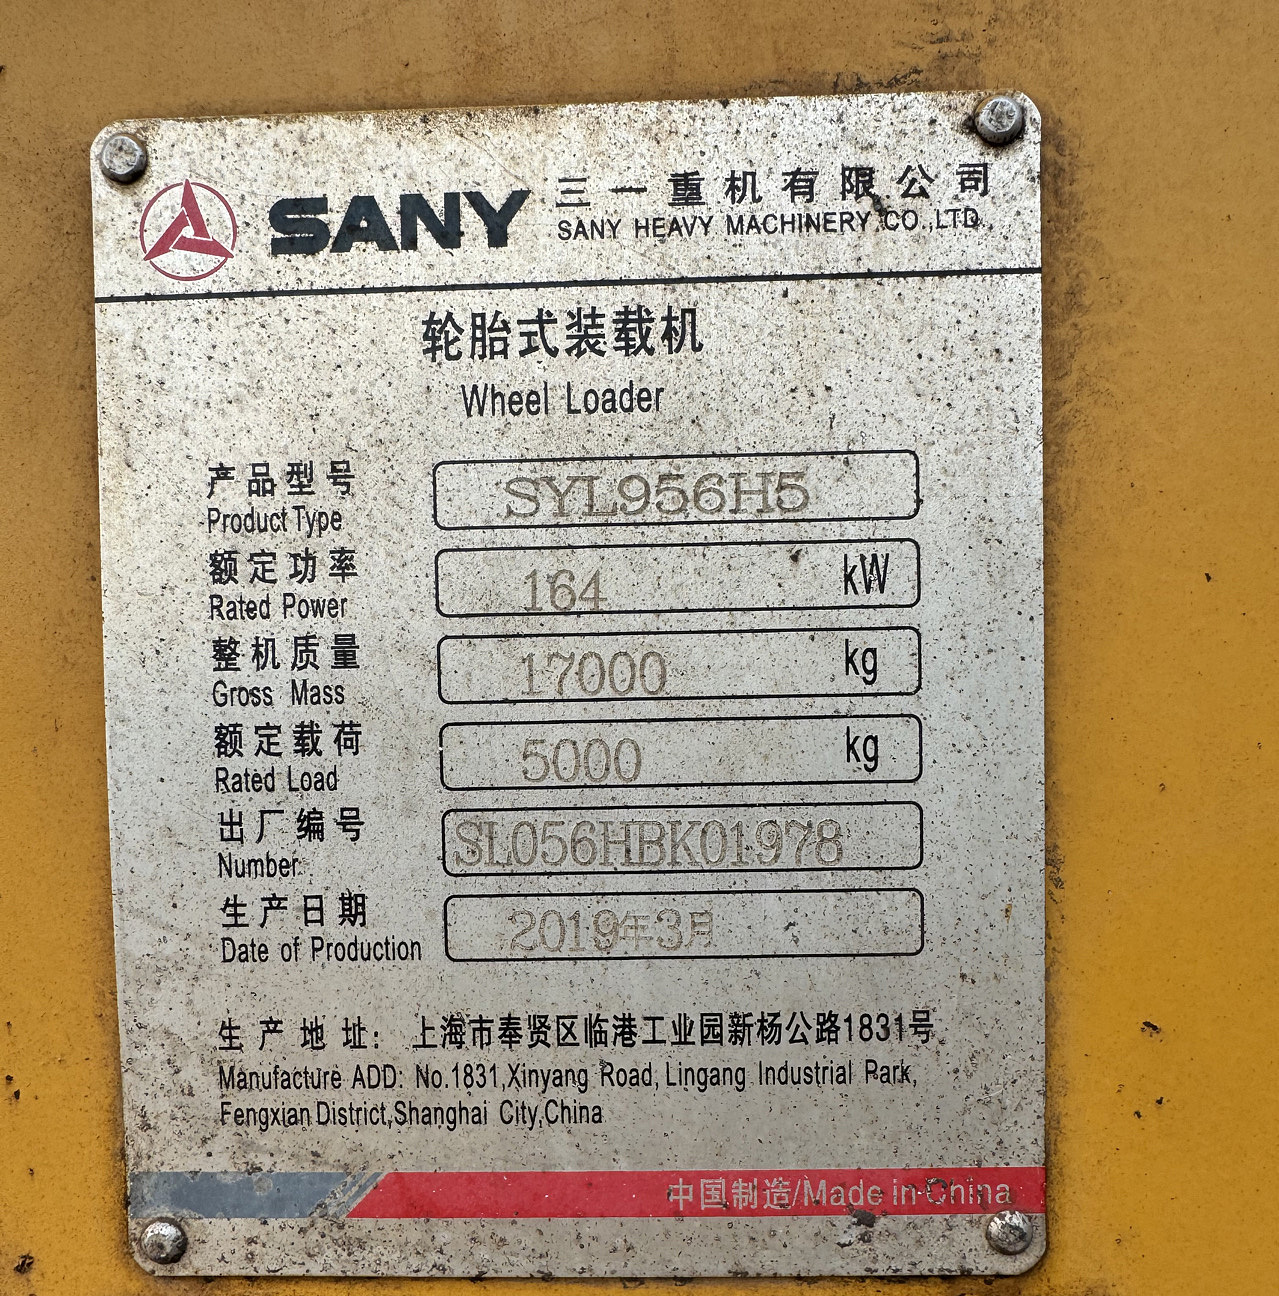 SANY 三一重机有限公司
SANY HEAVY MACHINERY CO.,LTD.
轮胎式装载机
Wheel Loader
产品型号 SYL956H5
Product Type
额定功率 164 kW
Rated Power
整机质量 17000 kg
Gross Mass
额定载荷 5000 kg
Rated Load
出厂编号 SL056HBK01978
Number
生产日期 2019年3月
Date of Production
生产地址: 上海市奉贤区临港工业园新杨公路1831号
Manufacture ADD: No.1831,Xinyang Road,Lingang Industrial Park,
Fengxian District,Shanghai City,China
中国制造/Made in China